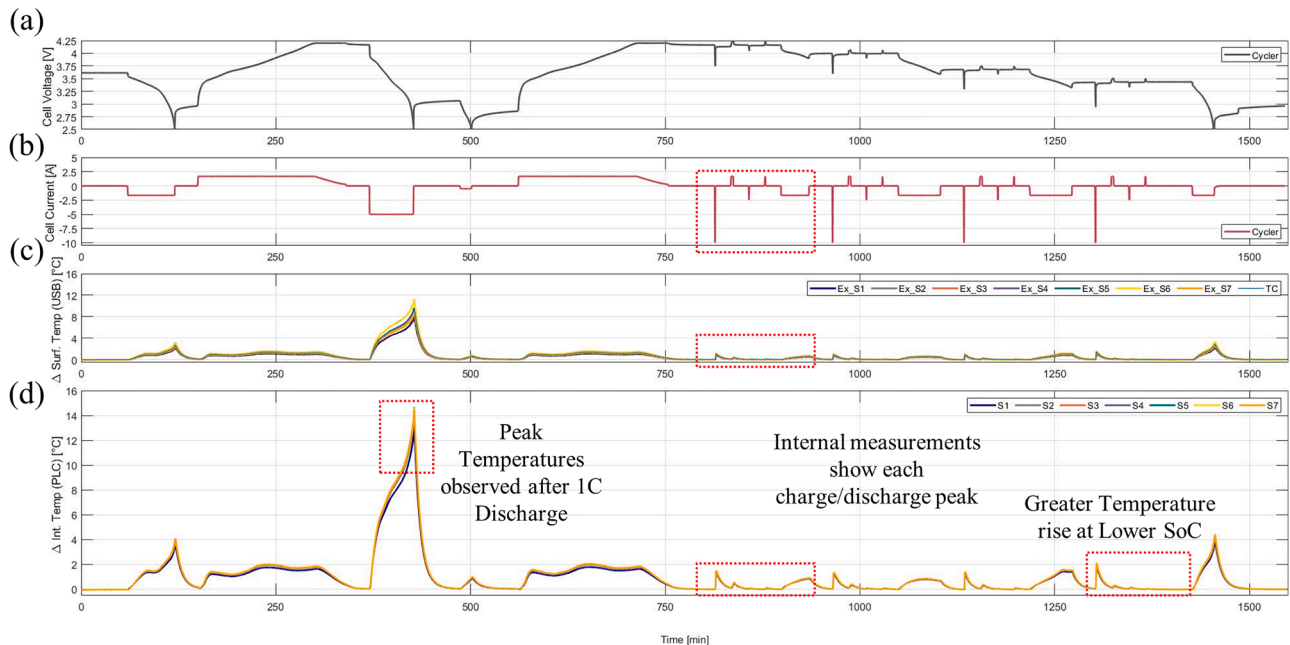 (a)
Cell Voltage [V]
4.25
4
3.75
3.5
3.25
3
2.75
2.5
Cycler
0 250 500 750 1000 1250 1500
(b)
Cell Current [A]
5
2.5
0
-2.5
-5
-7.5
-10
Cycler
0 250 500 750 1000 1250 1500
(c)
Δ Surf. Temp (USB) [°C]
16
12
8
4
0
Ex_S1 Ex_S2 Ex_S3 Ex_S4 Ex_S5 Ex_S6 Ex_S7 TC
0 250 500 750 1000 1250 1500
(d)
Δ Int. Temp (PLC) [°C]
16
14
12
10
8
6
4
2
0
S1 S2 S3 S4 S5 S6 S7
Peak
Temperatures
observed after 1C
Discharge
Internal measurements
show each
charge/discharge peak
Greater Temperature
rise at Lower SoC
0 250 500 750 1000 1250 1500
Time [min]